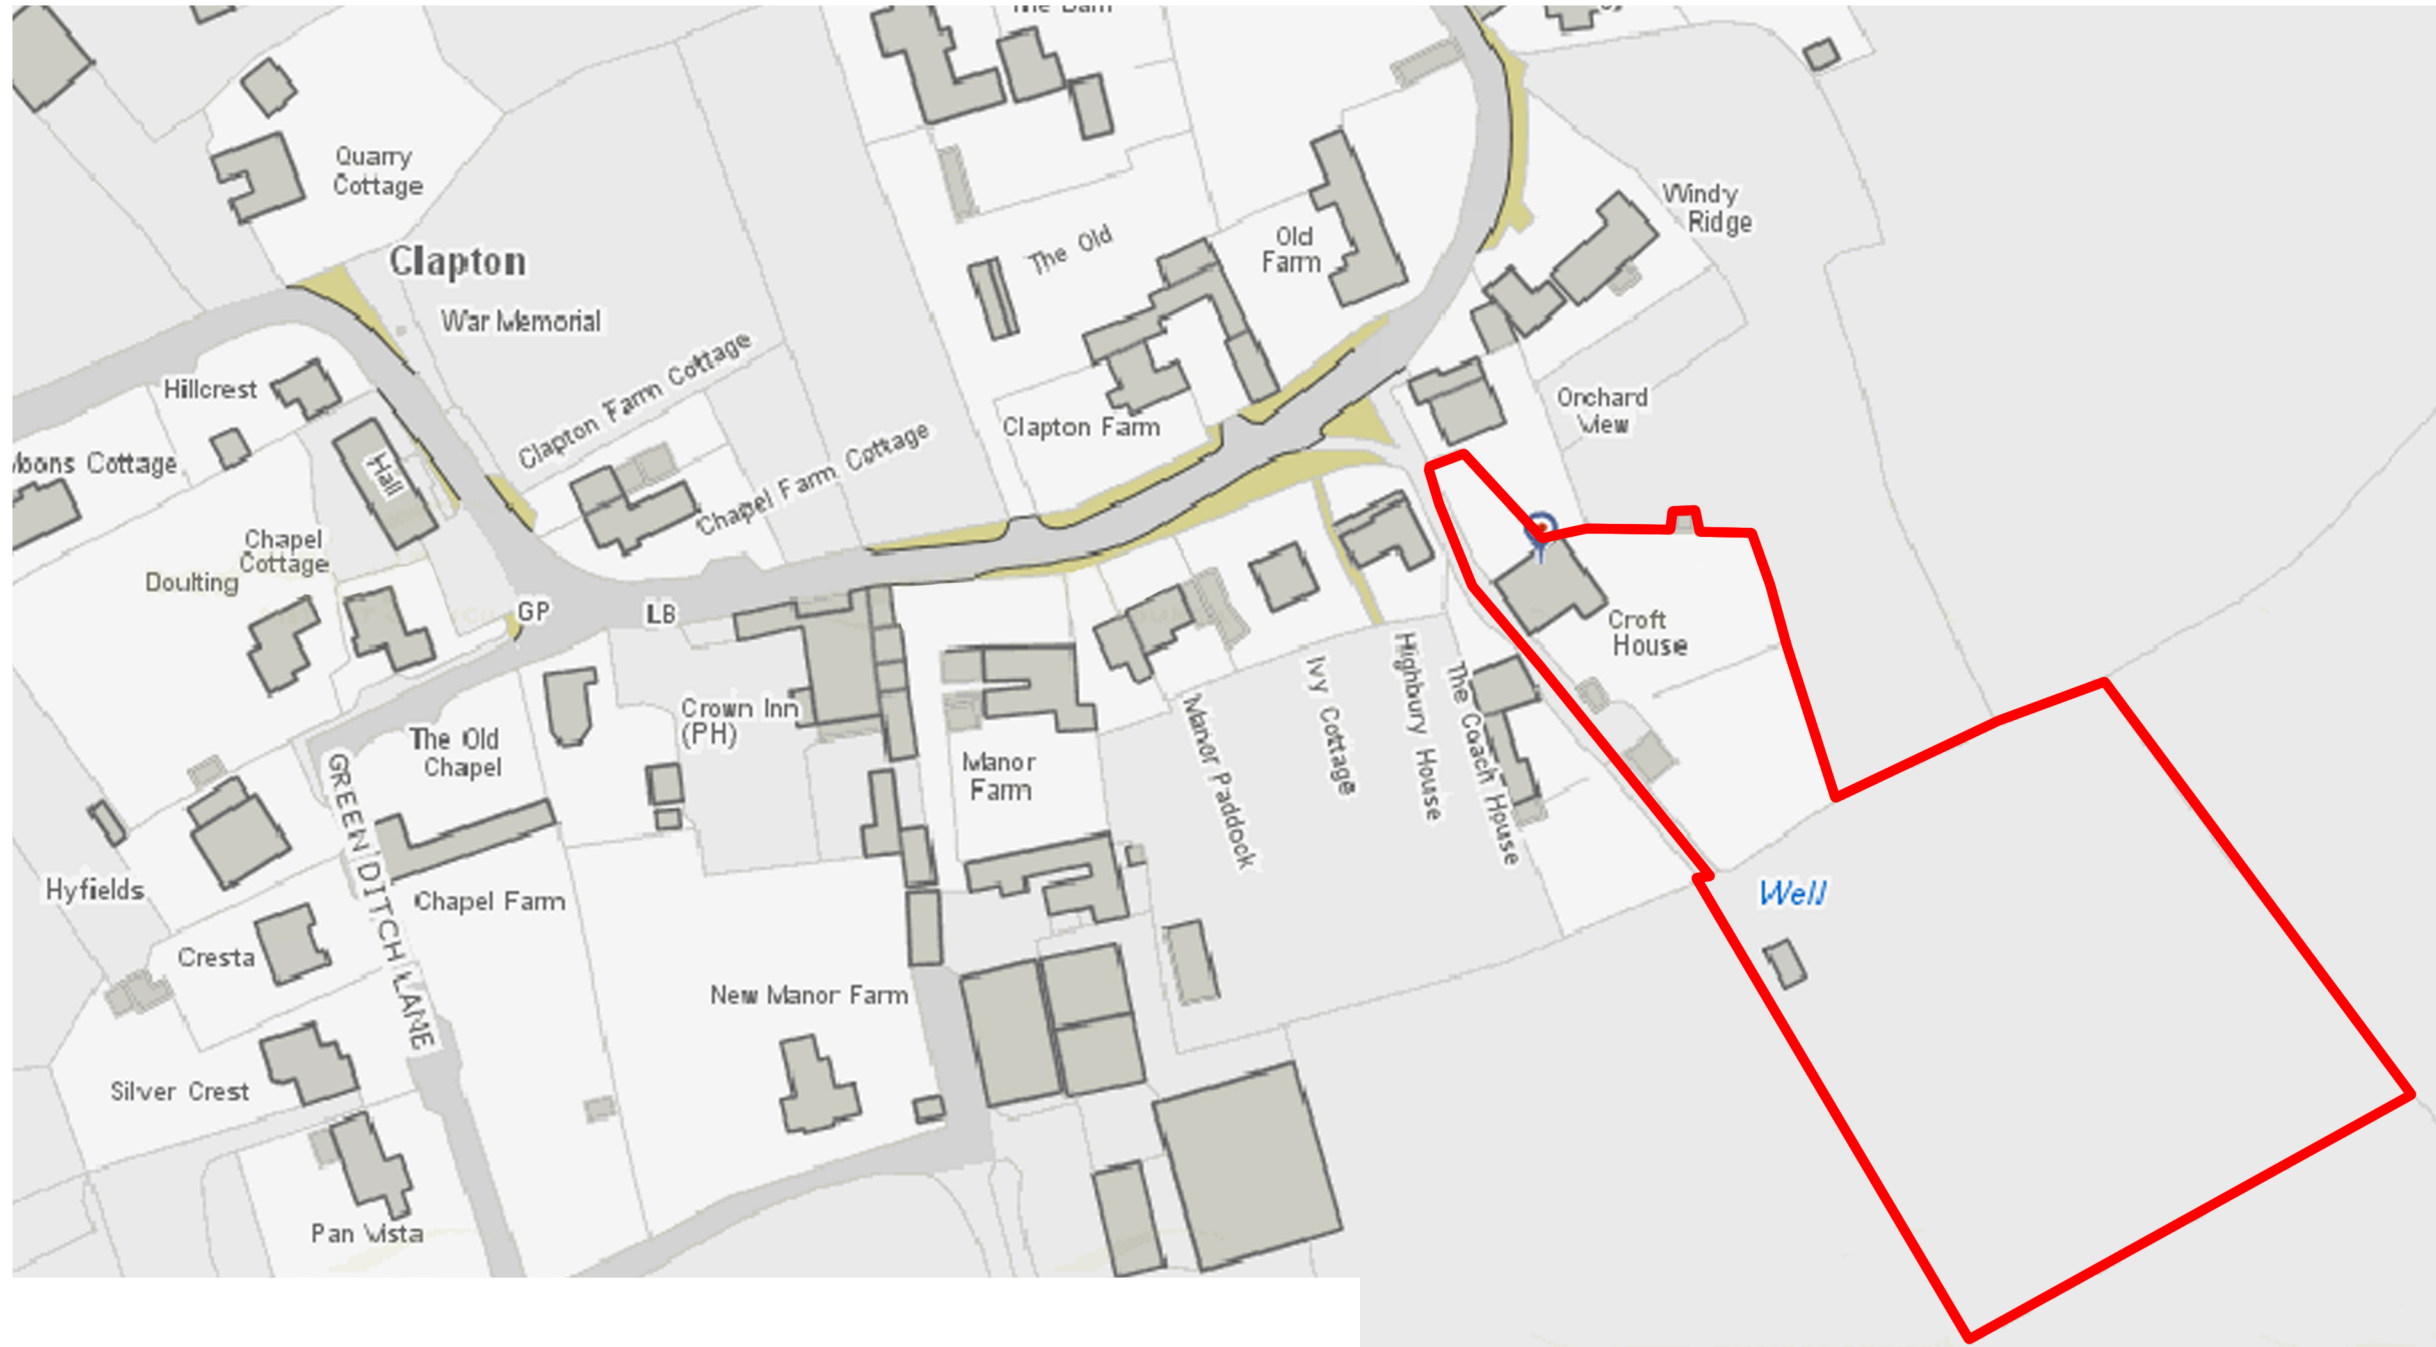 Quarry
Cottage
Windy
Ridge
Clapton
War Memorial
The Old
Old
Farm
Hillcrest
Clapton Farm Cottage
Clapton Farm
Chapel Farm Cottage
Orchard
View
Moons Cottage
Hall
Chapel
Cottage
Doulting
GP
LB
Croft
House
Crown Inn
(PH)
The Old
Chapel
Manor
Farm
Manor Paddock
Ivy Cottage
Highbury House
The Coach House
GREEN DITCH LANE
Hyfields
Chapel Farm
Well
Cresta
New Manor Farm
Silver Crest
Pan Vista